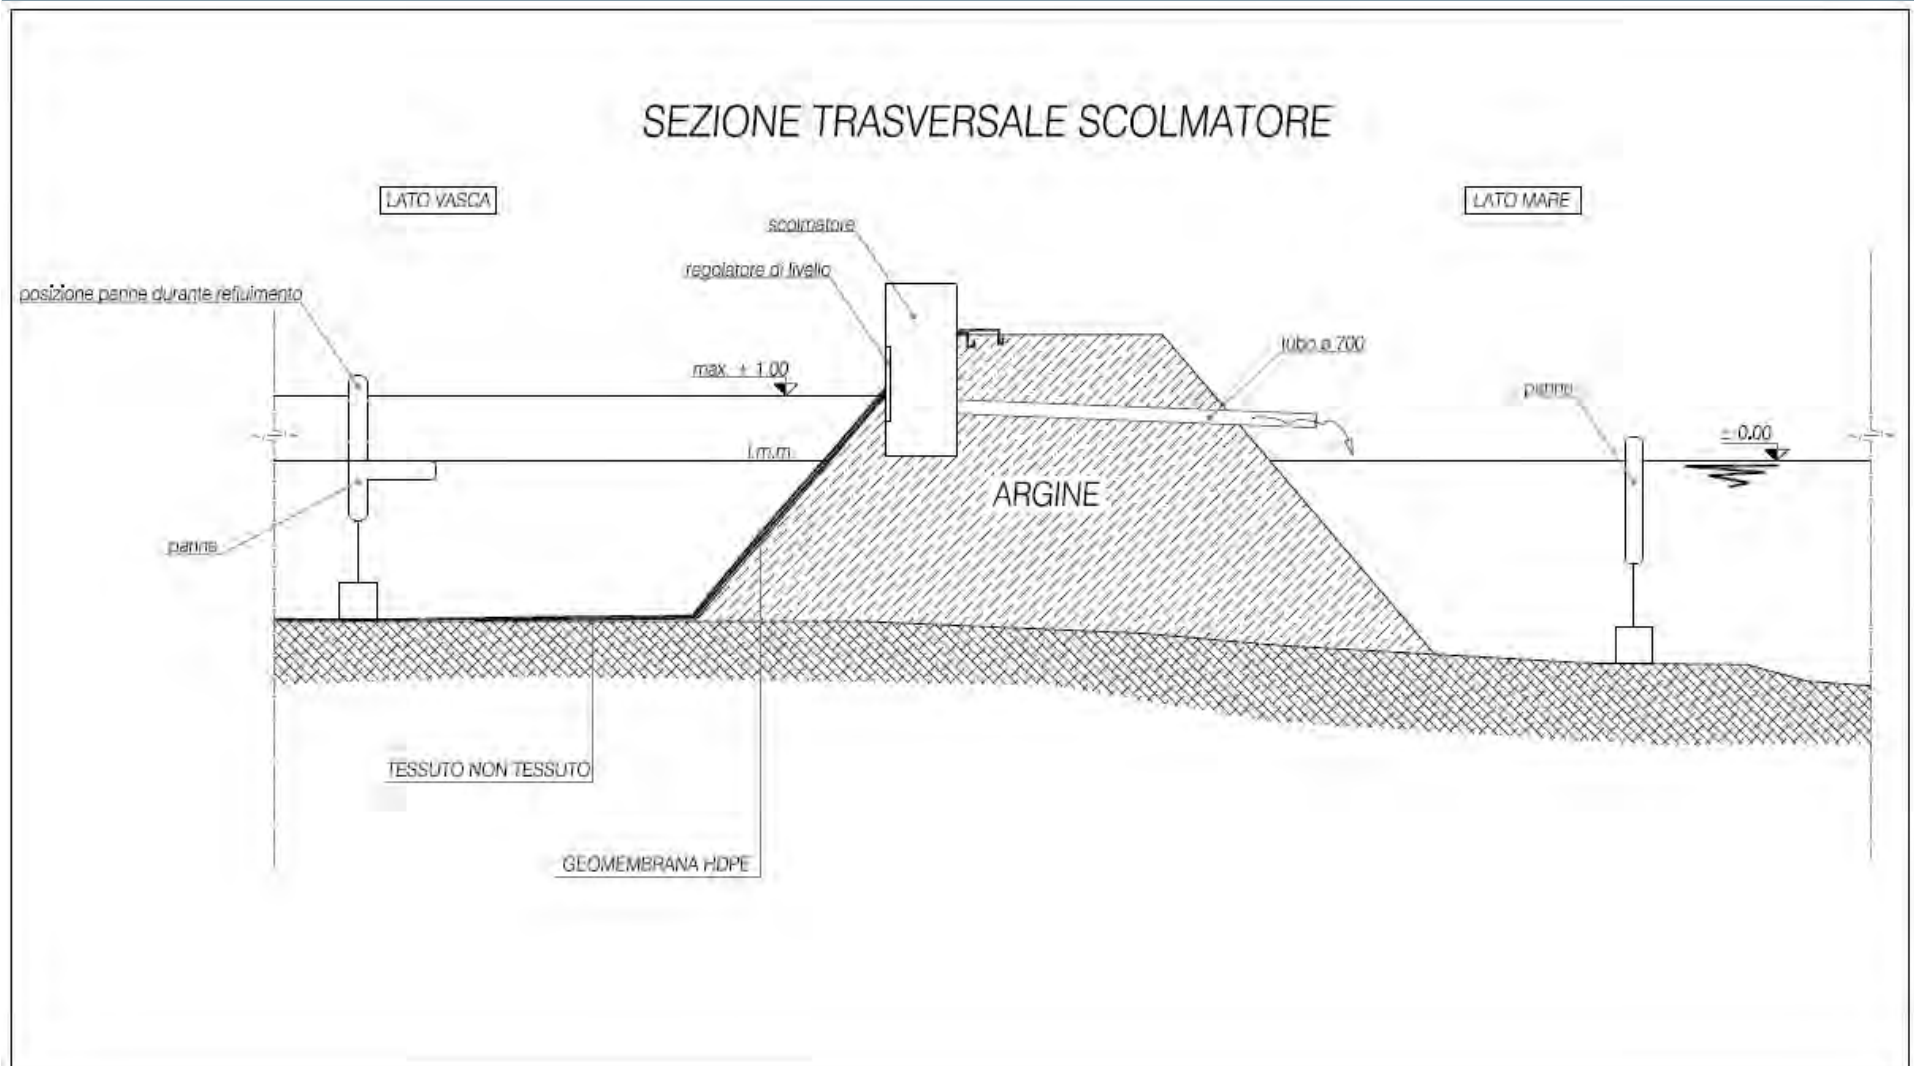 SEZIONE TRASVERSALE SCOLMATORE
LATO VASCA
LATO MARE
scolmatore
regolatore di livello
posizione panne durante refluimento
tubo ø 700
max. + 1.00
panne
± 0.00
l.m.m.
ARGINE
panne
TESSUTO NON TESSUTO
GEOMEMBRANA HDPE